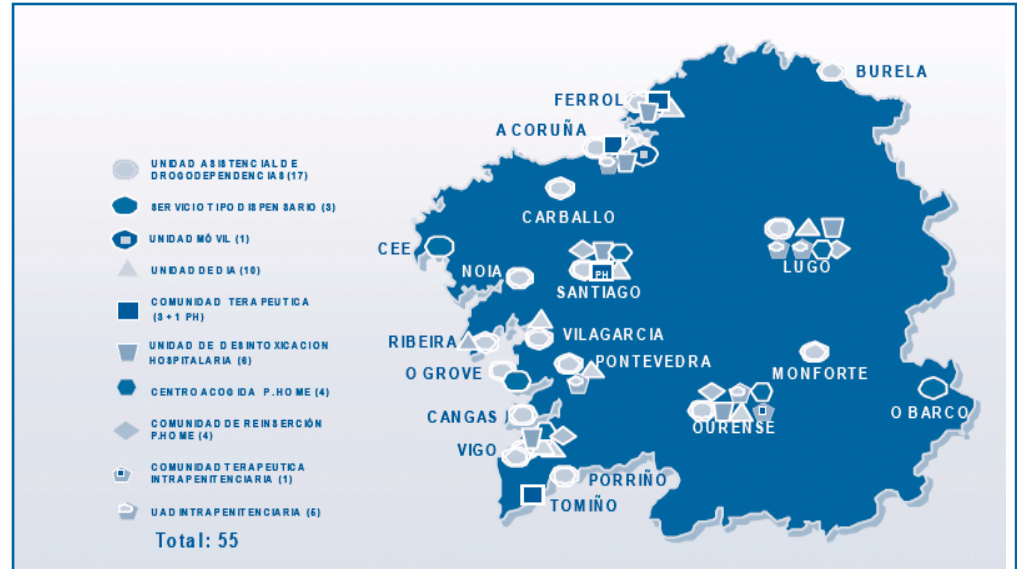 BURELA
FERROL
A CORUÑA
UNIDAD ASISTENCIAL DE
DROGODEPENDENCIAS (17)
SERVICIO TIPO DISPENSARIO (3)
UNIDAD MÓVIL (1)
UNIDAD DE DIA (10)
COMUNIDAD TERAPEUTICA
(3 + 1 PH)
UNIDAD DE DESINTOXICACION
HOSPITALARIA (6)
CENTRO ACOGIDA P.HOME (4)
COMUNIDAD DE REINSERCIÓN
P.HOME (4)
COMUNIDAD TERAPEUTICA
INTRAPENITENCIARIA (1)
UAD INTRAPENITENCIARIA (5)
Total: 55
CARBALLO
CEE
LUGO
NOIA
PH
SANTIAGO
VILAGARCIA
RIBEIRA
PONTEVEDRA
O GROVE
MONFORTE
CANGAS
O BARCO
OURENSE
VIGO
PORRIÑO
TOMIÑO